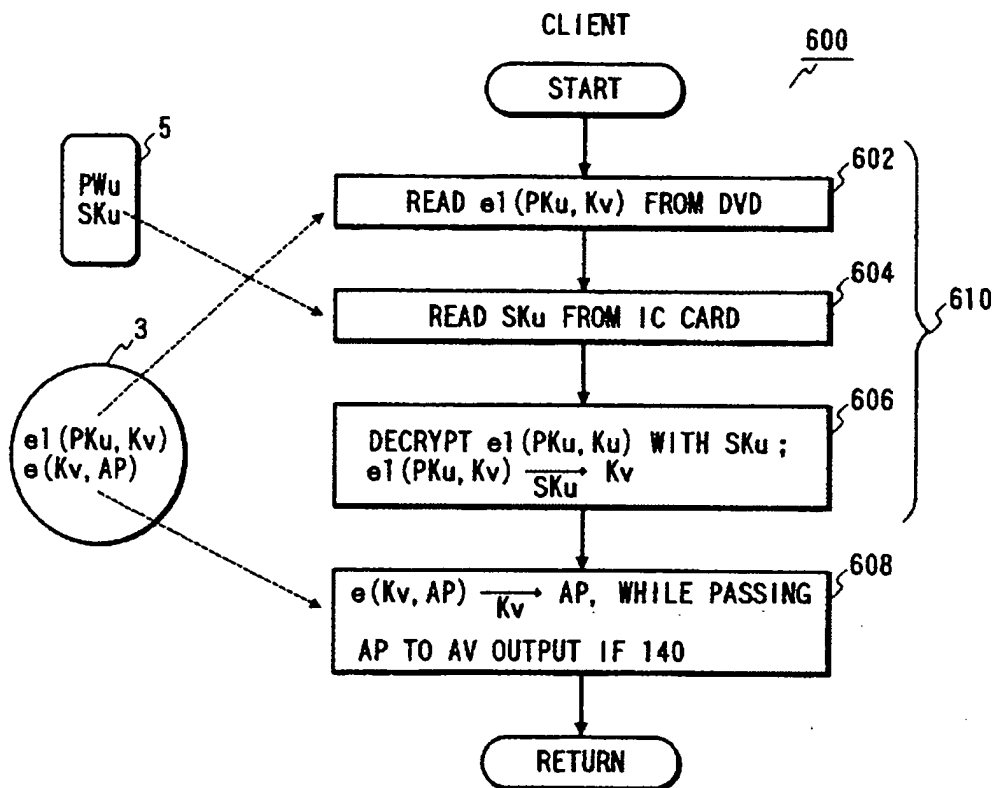 CLIENT
600
START
5
PWu
SKu
602
READ e1(PKu, Kv) FROM DVD
604
READ SKu FROM IC CARD
610
3
e1(PKu, Kv)
e(Kv, AP)
606
DECRYPT e1(PKu, Ku) WITH SKu ;
e1(PKu, Kv) → Kv
SKu
608
e(Kv, AP) → AP, WHILE PASSING
Kv
AP TO AV OUTPUT IF 140
RETURN